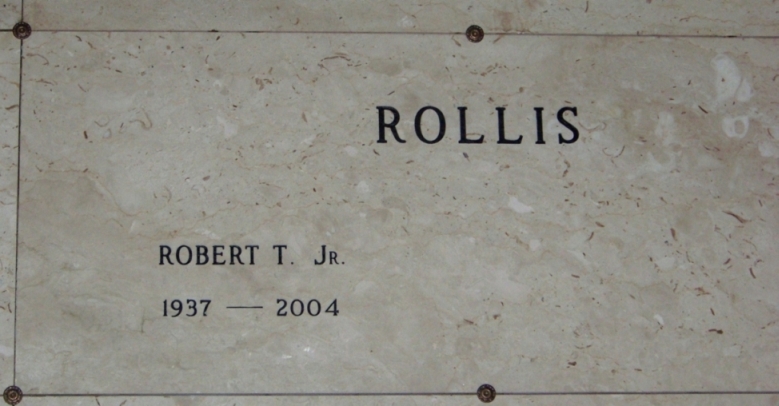 ROLLIS
ROBERT T. JR.
1937 — 2004